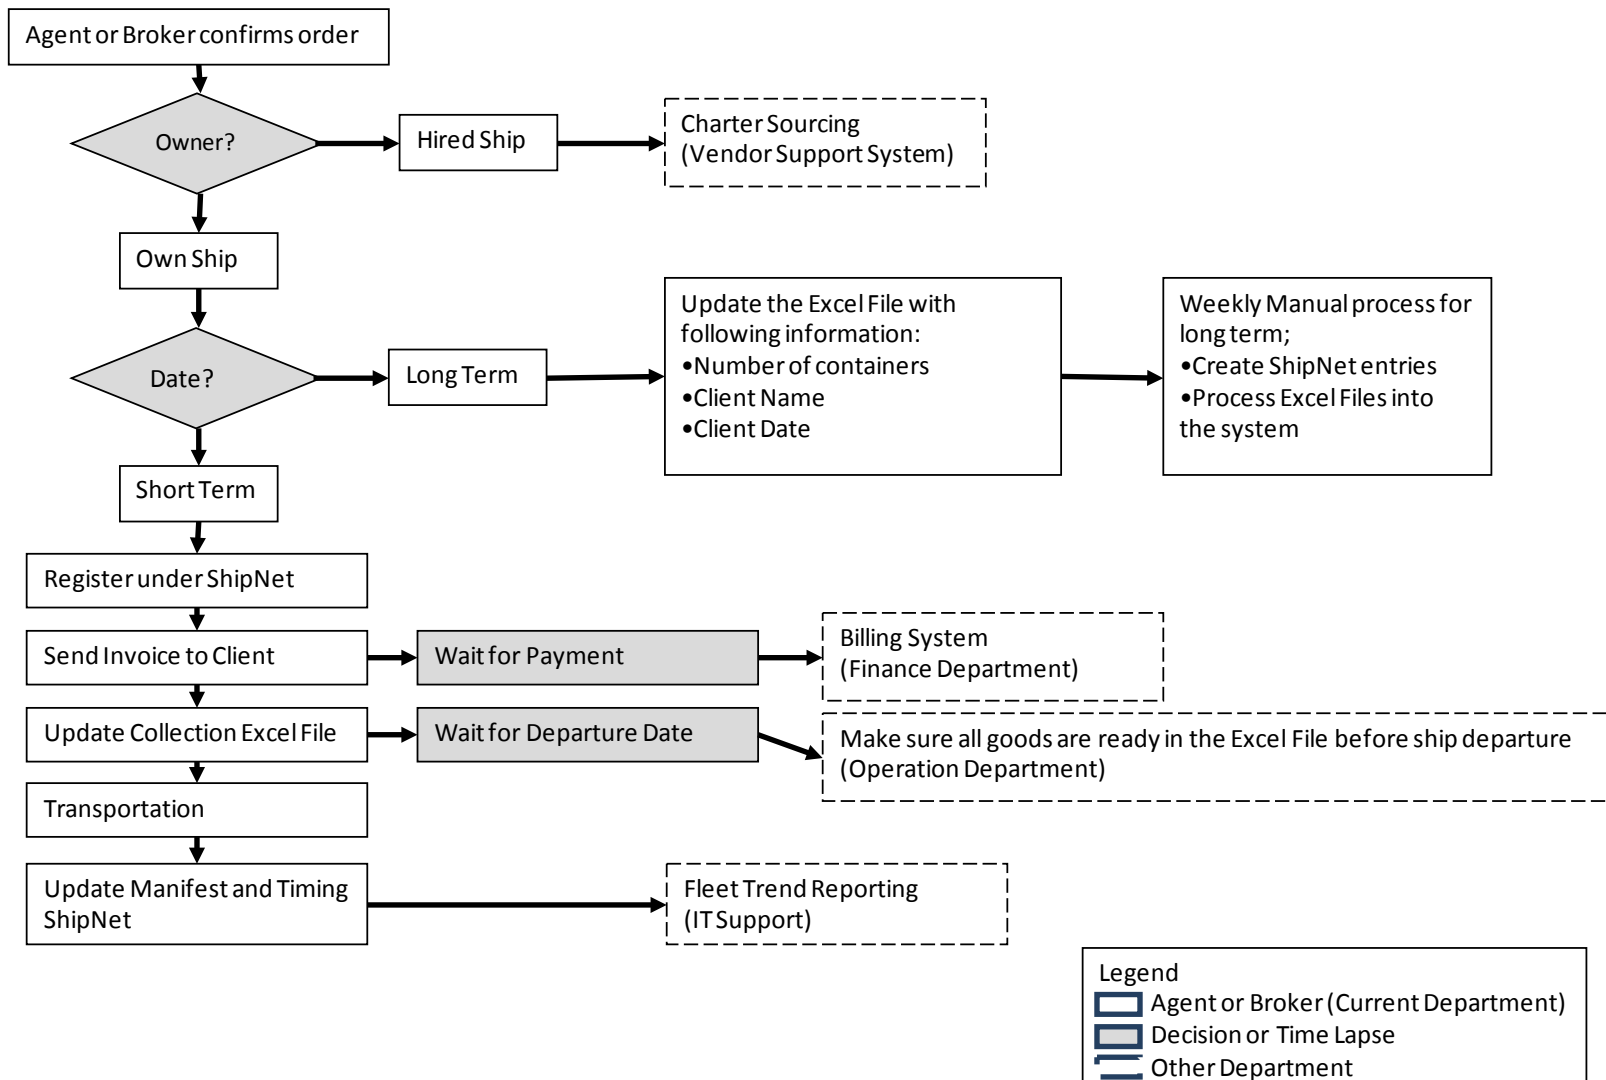 Agent or Broker confirms order
Owner?
Hired Ship
Charter Sourcing
(Vendor Support System)
Own Ship
Date?
Long Term
Update the Excel File with
following information:
•Number of containers
•Client Name
•Client Date
Weekly Manual process for
long term;
•Create ShipNet entries
•Process Excel Files into
the system
Short Term
Register under ShipNet
Send Invoice to Client
Wait for Payment
Billing System
(Finance Department)
Update Collection Excel File
Wait for Departure Date
Make sure all goods are ready in the Excel File before ship departure
(Operation Department)
Transportation
Update Manifest and Timing
ShipNet
Fleet Trend Reporting
(IT Support)
Legend
Agent or Broker (Current Department)
Decision or Time Lapse
Other Department